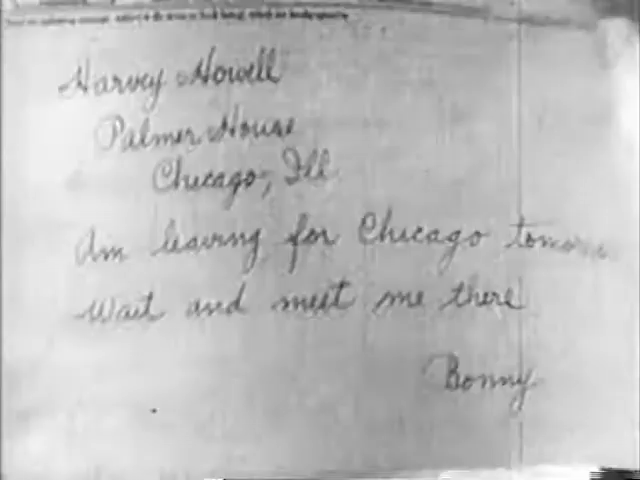 Harvey Howell
Palmer House
Chicago, Ill
Am leaving for Chicago
Wait and meet me there
Bonny